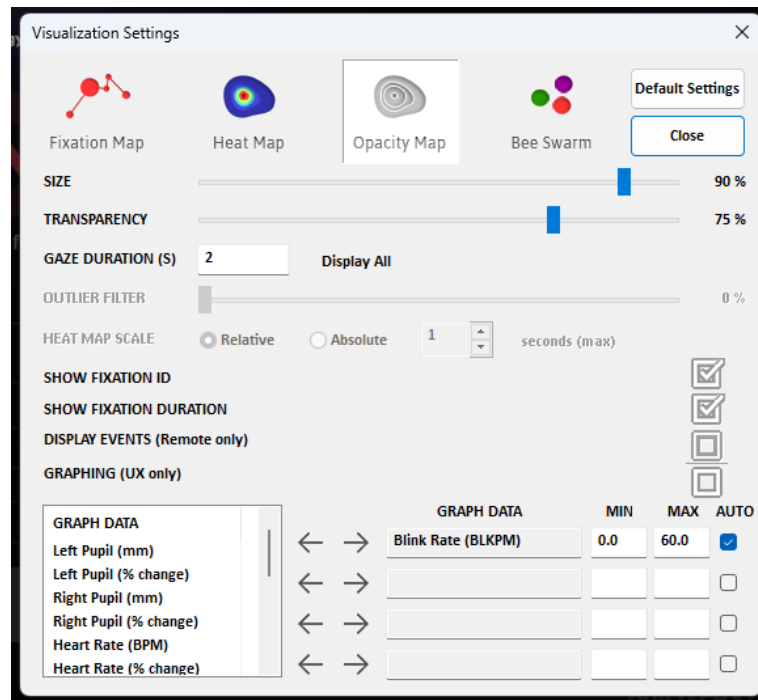 Visualization Settings
Fixation Map
Heat Map
Opacity Map
Bee Swarm
Default Settings
Close
SIZE 90 %
TRANSPARENCY 75 %
GAZE DURATION (S) 2 Display All
OUTLIER FILTER 0 %
HEAT MAP SCALE Relative Absolute 1 seconds (max)
SHOW FIXATION ID
SHOW FIXATION DURATION
DISPLAY EVENTS (Remote only)
GRAPHING (UX only)
GRAPH DATA
Left Pupil (mm)
Left Pupil (% change)
Right Pupil (mm)
Right Pupil (% change)
Heart Rate (BPM)
Heart Rate (% change)
GRAPH DATA MIN MAX AUTO
Blink Rate (BLKPM) 0.0 60.0